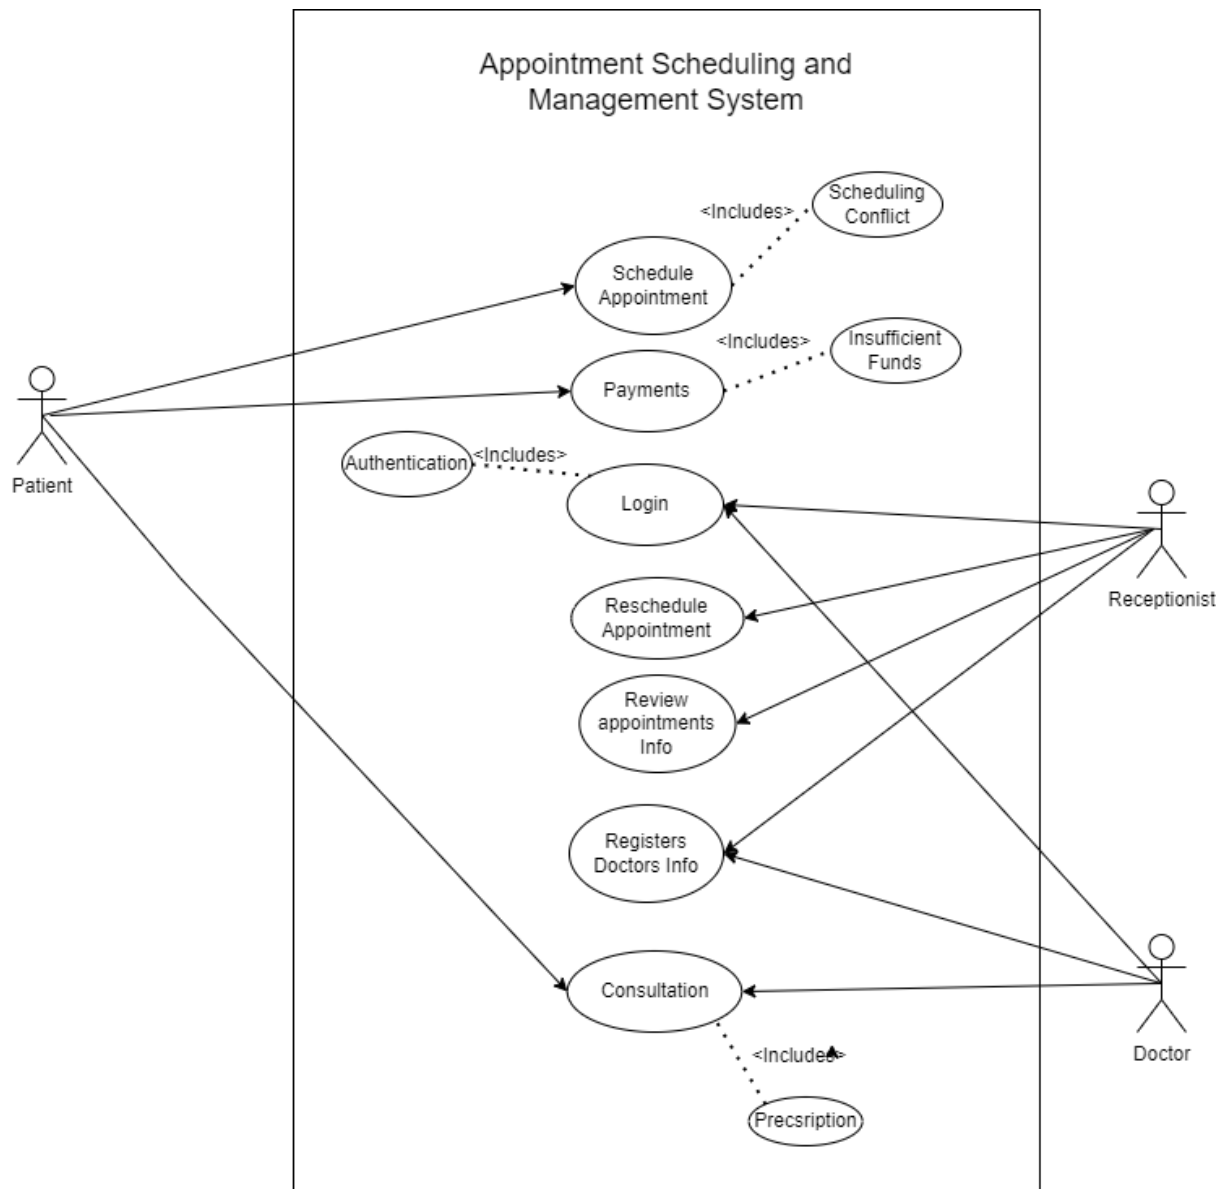 Appointment Scheduling and
Management System
Scheduling
Conflict
<Includes>
Schedule
Appointment
<Includes>
Insufficient
Funds
Payments
Authentication
<Includes>
Login
Patient
Receptionist
Reschedule
Appointment
Review
appointments
Info
Registers
Doctors Info
Consultation
<Includes>
Doctor
Precsription